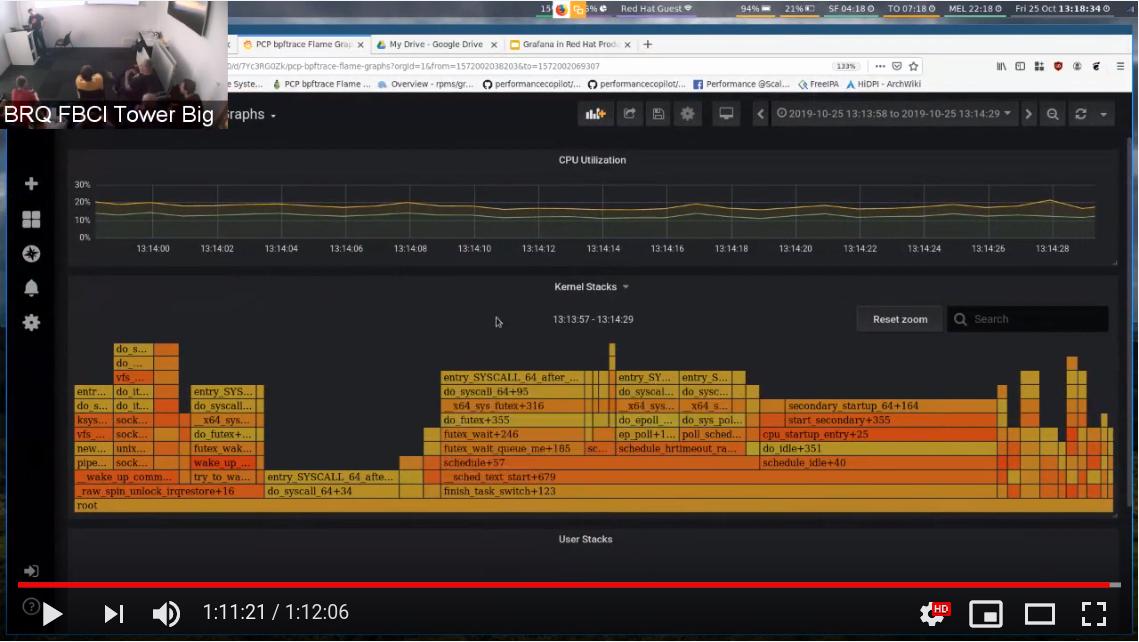 15 5% Red Hat Guest 94% 21% SF 04:18 TO 07:18 MEL 22:18 Fri 25 Oct 13:18:34
PCP bpftrace Flame Grap × My Drive - Google Drive × Grafana in Red Hat Produ × +
0/d/7Yc3RG0Zk/pcp-bpftrace-flame-graphs?orgId=1&from=1572002038203&to=1572002069307 133%
e Syste... PCP bpftrace Flame ... Overview - rpms/gr... performancecopilot/... performancecopilot/... Performance @Scal... FreeIPA HiDPI - ArchWiki
BRQ FBCI Tower Big
raphs 2019-10-25 13:13:58 to 2019-10-25 13:14:29
CPU Utilization
30%
20%
10%
0%
13:14:00 13:14:02 13:14:04 13:14:06 13:14:08 13:14:10 13:14:12 13:14:14 13:14:16 13:14:18 13:14:20 13:14:22 13:14:24 13:14:26 13:14:28
Kernel Stacks
13:13:57 - 13:14:29 Reset zoom Search
do_s...
do_...
vfs_... entry_SYSCALL_64_after_... entry_SY... entry_S...
entr... do_it... entry_SYS... do_syscall_64+95 do_syscal... do_sysc...
do_s... do_it... do_syscall... __x64_sys_futex+316 __x64_sys... __x64_s... secondary_startup_64+164
ksys... sock... __x64_sys... do_futex+355 do_epoll_... do_sys_pol... start_secondary+355
vfs_... sock... do_futex+... futex_wait+246 ep_poll+1... poll_sched... cpu_startup_entry+25
new... unix... futex_wak... futex_wait_queue_me+185 sc... schedule_hrtimeout_ra... do_idle+351
pipe... sock... wake_up_... schedule+57 schedule_idle+40
__wake_up_comm... try_to_wa... entry_SYSCALL_64_afte... __sched_text_start+679
_raw_spin_unlock_irqrestore+16 do_syscall_64+34 finish_task_switch+123
root
User Stacks
1:11:21 / 1:12:06 HD